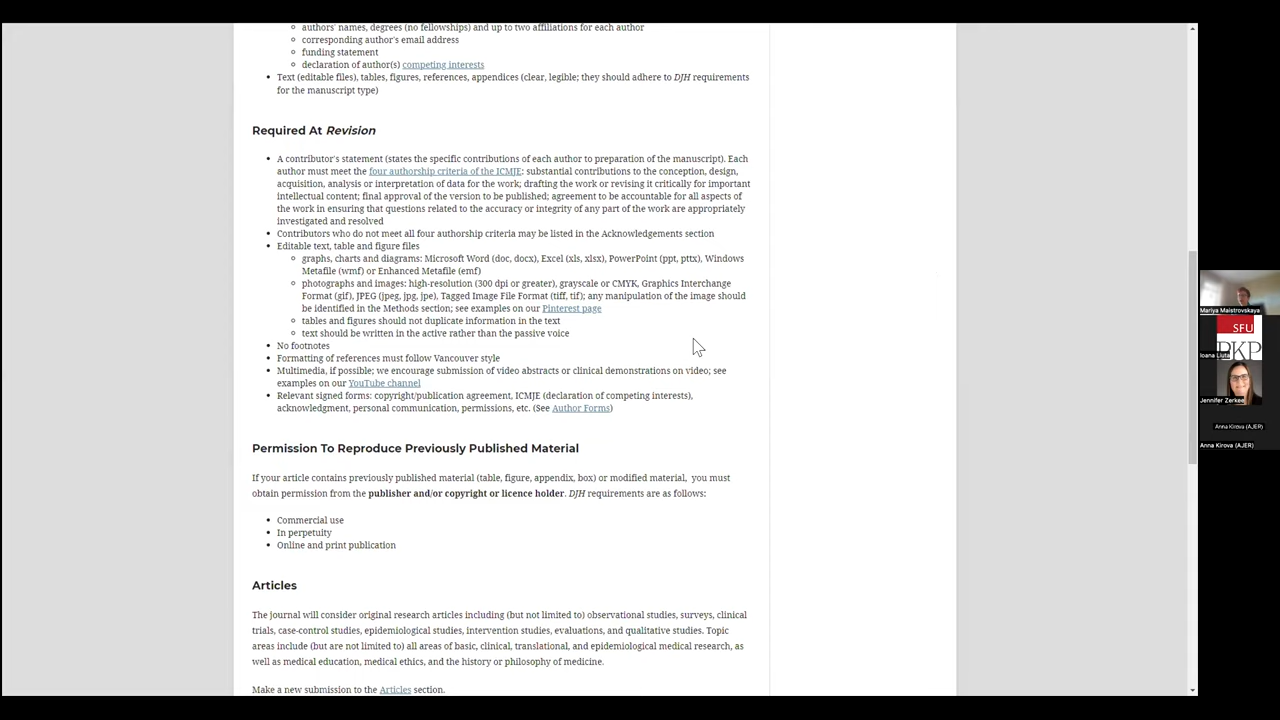 authors' names, degrees (no fellowships) and up to two affiliations for each author
corresponding author's email address
funding statement
declaration of author(s) competing interests
Text (editable files), tables, figures, references, appendices (clear, legible; they should adhere to DJH requirements
for the manuscript type)
Required At Revision
A contributor's statement (states the specific contributions of each author to preparation of the manuscript). Each
author must meet the four authorship criteria of the ICMJE: substantial contributions to the conception, design,
acquisition, analysis or interpretation of data for the work; drafting the work or revising it critically for important
intellectual content; final approval of the version to be published; agreement to be accountable for all aspects of
the work in ensuring that questions related to the accuracy or integrity of any part of the work are appropriately
investigated and resolved
Contributors who do not meet all four authorship criteria may be listed in the Acknowledgements section
Editable text, table and figure files
graphs, charts and diagrams: Microsoft Word (doc, docx), Excel (xls, xlsx), PowerPoint (ppt, pttx), Windows
Metafile (wmf) or Enhanced Metafile (emf)
photographs and images: high-resolution (300 dpi or greater), grayscale or CMYK, Graphics Interchange
Format (gif), JPEG (jpeg, jpg, jpe), Tagged Image File Format (tiff, tif); any manipulation of the image should
be identified in the Methods section; see examples on our Pinterest page
tables and figures should not duplicate information in the text
text should be written in the active rather than the passive voice
No footnotes
Formatting of references must follow Vancouver style
Multimedia, if possible; we encourage submission of video abstracts or clinical demonstrations on video; see
examples on our YouTube channel
Relevant signed forms: copyright/publication agreement, ICMJE (declaration of competing interests),
acknowledgment, personal communication, permissions, etc. (See Author Forms)
Permission To Reproduce Previously Published Material
If your article contains previously published material (table, figure, appendix, box) or modified material, you must
obtain permission from the publisher and/or copyright or licence holder. DJH requirements are as follows:
Commercial use
In perpetuity
Online and print publication
Articles
The journal will consider original research articles including (but not limited to) observational studies, surveys, clinical
trials, case-control studies, epidemiological studies, intervention studies, evaluations, and qualitative studies. Topic
areas include (but are not limited to) all areas of basic, clinical, translational, and epidemiological medical research, as
well as medical education, medical ethics, and the history or philosophy of medicine.
Make a new submission to the Articles section.
Mariya Maistrovskaya
SFU
PKP
Ioana Liuta
Jennifer Zerkee
Anna Kirova (AJER)
Anna Kirova (AJER)